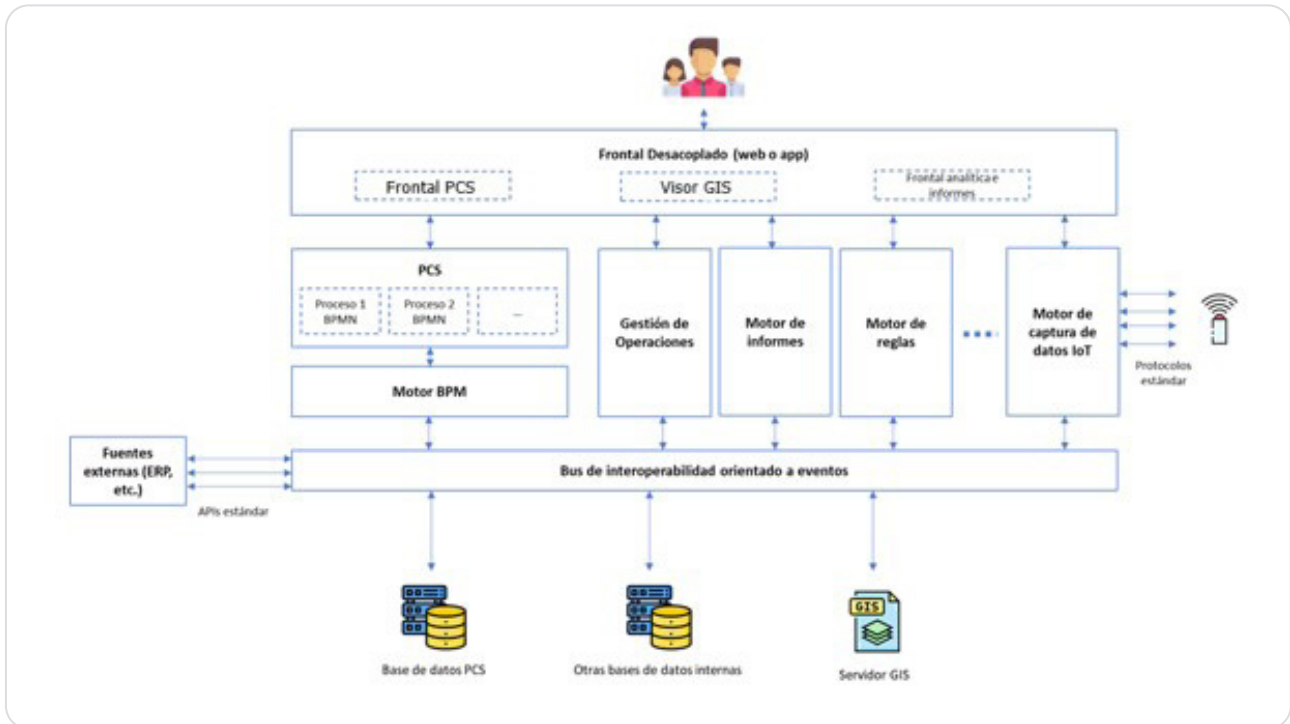 Frontal Desacoplado (web o app)
Frontal PCS
Visor GIS
Frontal analítica e
informes
PCS
Proceso 1
BPMN
Proceso 2
BPMN
...
Motor BPM
Gestión de
Operaciones
Motor de
informes
Motor de
reglas
Motor de
captura de
datos IoT
Protocolos
estándar
Fuentes
externas (ERP,
etc.)
APIs estándar
Bus de interoperabilidad orientado a eventos
GIS
Base de datos PCS
Otras bases de datos internas
Servidor GIS